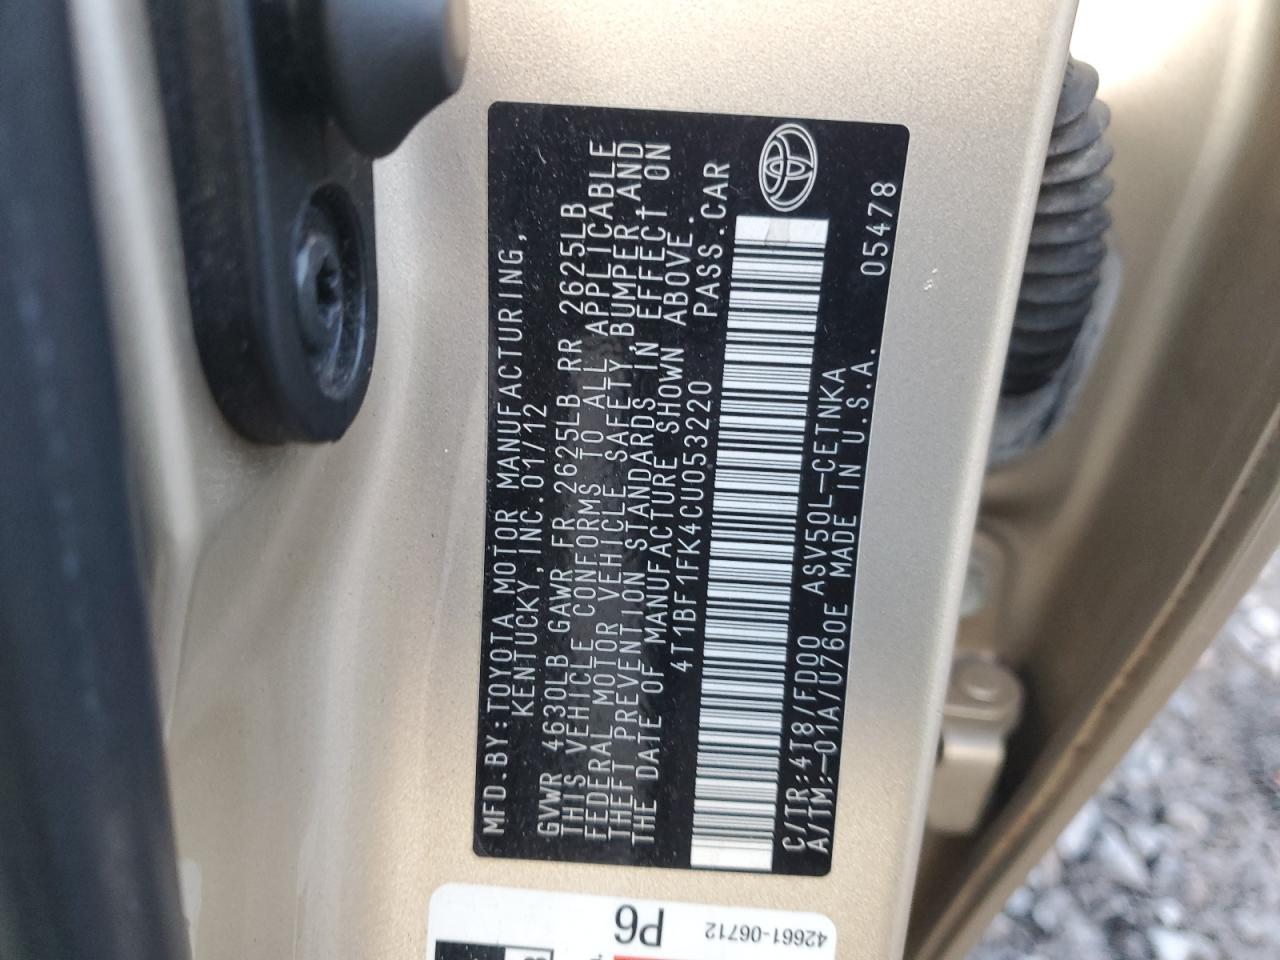 MFD.BY:TOYOTA MOTOR MANUFACTURING,
KENTUCKY,INC.01/12
GVWR 4630LB GAWR FR 2625LB RR 2625LB
THIS VEHICLE CONFORMS TO ALL APPLICABLE
FEDERAL MOTOR VEHICLE SAFETY,BUMPER,AND
THEFT PREVENTION STANDARDS IN EFFECT ON
THE DATE OF MANUFACTURE SHOWN ABOVE.
4T1BF1FK4CU053220 PASS.CAR
C/TR:4T8/FD00 ASV50L-CETNKA
A/TM:-01A/U760E MADE IN U.S.A.
05478
P6
42661-06712